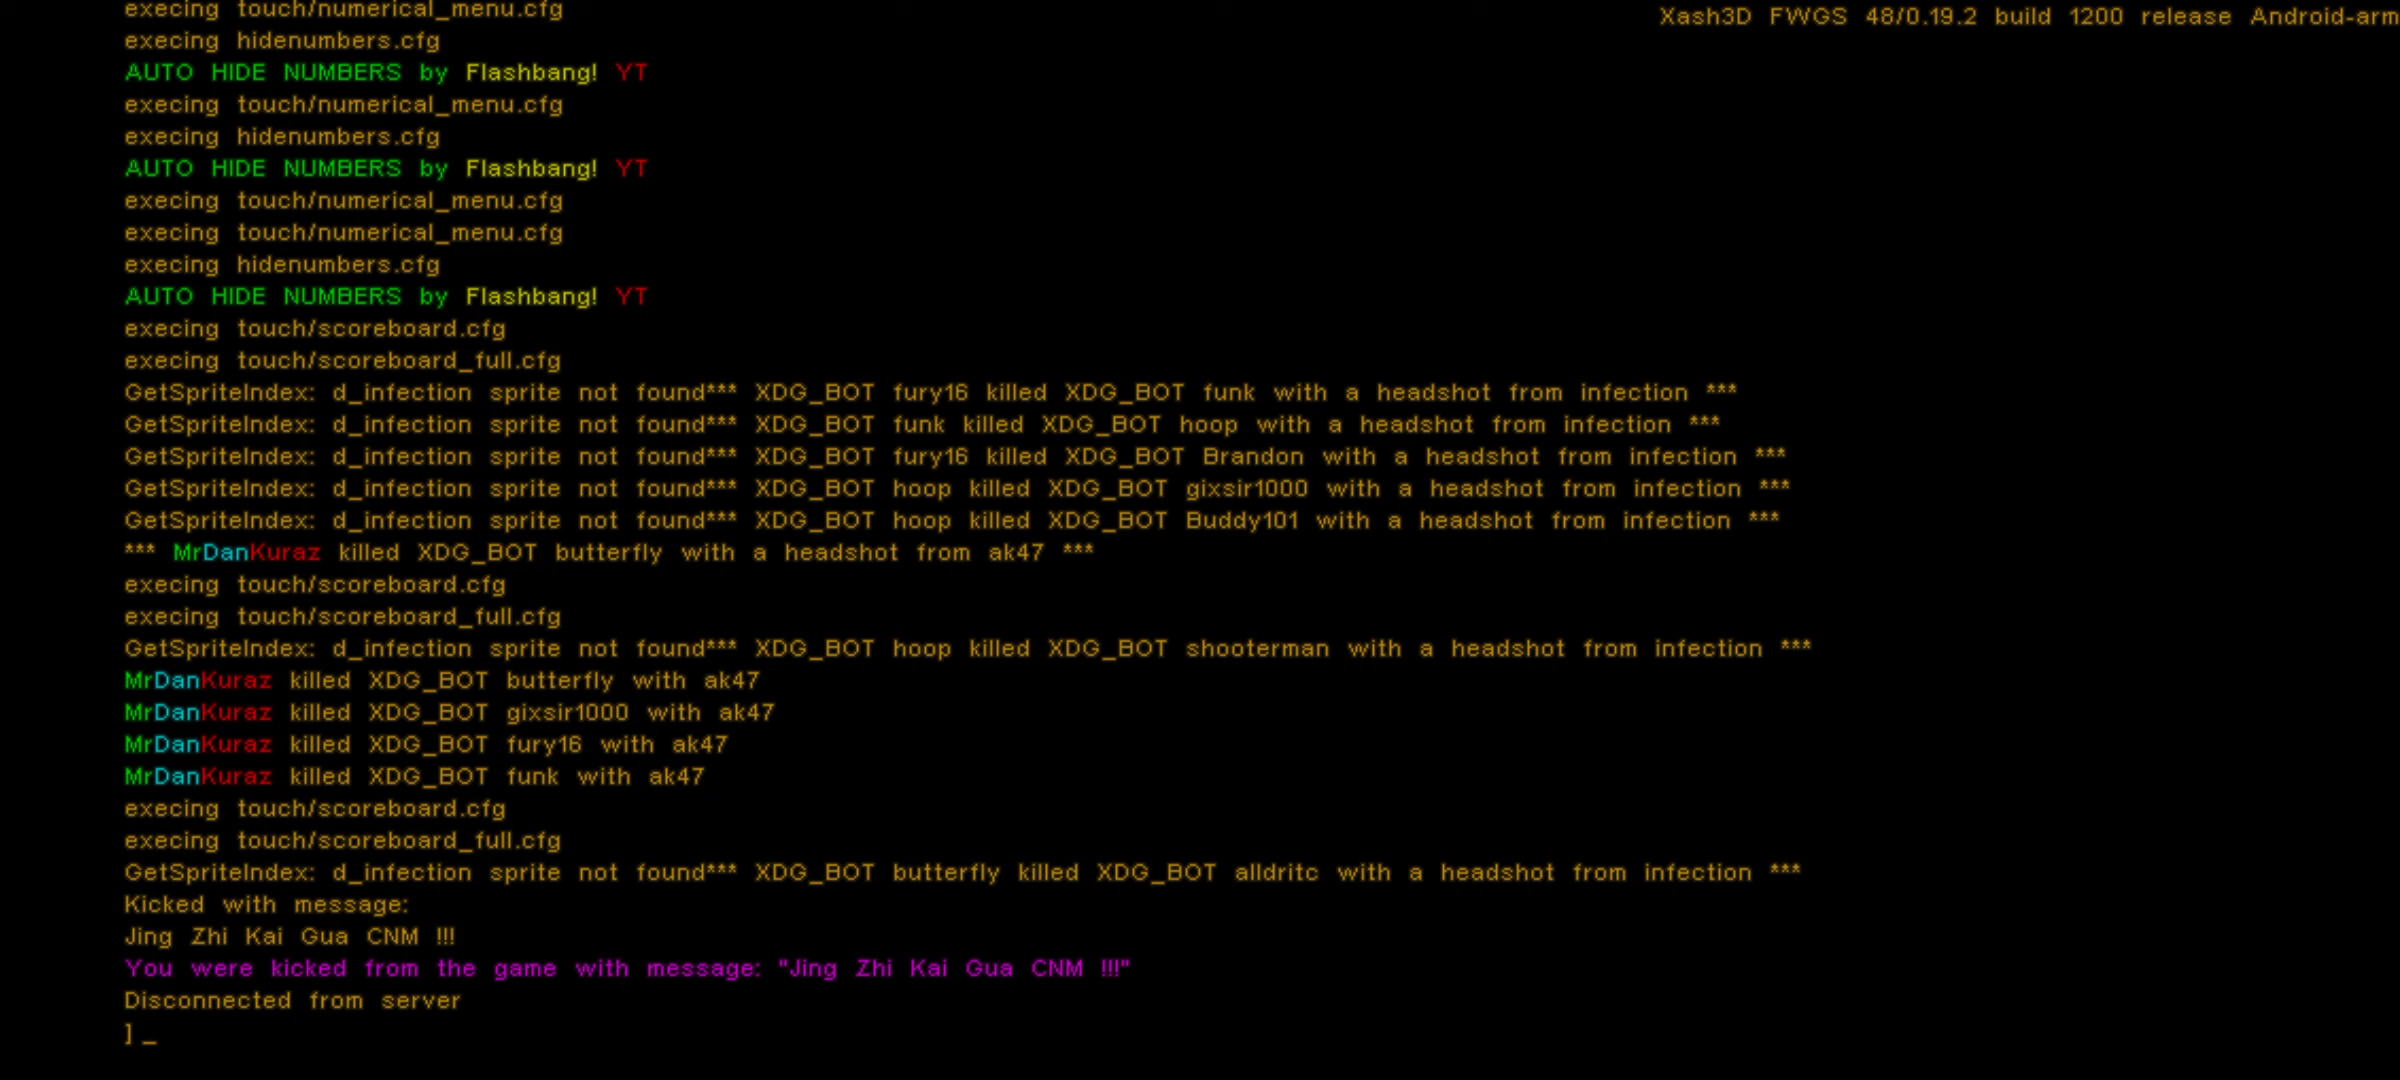 execing touch/numerical_menu.cfg
Xash3D FWGS 48/0.19.2 build 1200 release Android-arm
execing hidenumbers.cfg
AUTO HIDE NUMBERS by Flashbang! YT
execing touch/numerical_menu.cfg
execing hidenumbers.cfg
AUTO HIDE NUMBERS by Flashbang! YT
execing touch/numerical_menu.cfg
execing touch/numerical_menu.cfg
execing hidenumbers.cfg
AUTO HIDE NUMBERS by Flashbang! YT
execing touch/scoreboard.cfg
execing touch/scoreboard_full.cfg
GetSpriteIndex: d_infection sprite not found*** XDG_BOT fury16 killed XDG_BOT funk with a headshot from infection ***
GetSpriteIndex: d_infection sprite not found*** XDG_BOT funk killed XDG_BOT hoop with a headshot from infection ***
GetSpriteIndex: d_infection sprite not found*** XDG_BOT fury16 killed XDG_BOT Brandon with a headshot from infection ***
GetSpriteIndex: d_infection sprite not found*** XDG_BOT hoop killed XDG_BOT gixsir1000 with a headshot from infection ***
GetSpriteIndex: d_infection sprite not found*** XDG_BOT hoop killed XDG_BOT Buddy101 with a headshot from infection ***
*** MrDanKuraz killed XDG_BOT butterfly with a headshot from ak47 ***
execing touch/scoreboard.cfg
execing touch/scoreboard_full.cfg
GetSpriteIndex: d_infection sprite not found*** XDG_BOT hoop killed XDG_BOT shooterman with a headshot from infection ***
MrDanKuraz killed XDG_BOT butterfly with ak47
MrDanKuraz killed XDG_BOT gixsir1000 with ak47
MrDanKuraz killed XDG_BOT fury16 with ak47
MrDanKuraz killed XDG_BOT funk with ak47
execing touch/scoreboard.cfg
execing touch/scoreboard_full.cfg
GetSpriteIndex: d_infection sprite not found*** XDG_BOT butterfly killed XDG_BOT alldritc with a headshot from infection ***
Kicked with message:
Jing Zhi Kai Gua CNM !!!
You were kicked from the game with message: "Jing Zhi Kai Gua CNM !!!"
Disconnected from server
]_